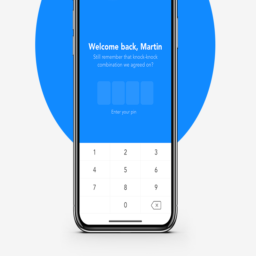 Welcome back, Martin
Still remember that knock-knock
combination we agreed on?
Enter your pin
1 2 3
4 5 6
7 8 9
0